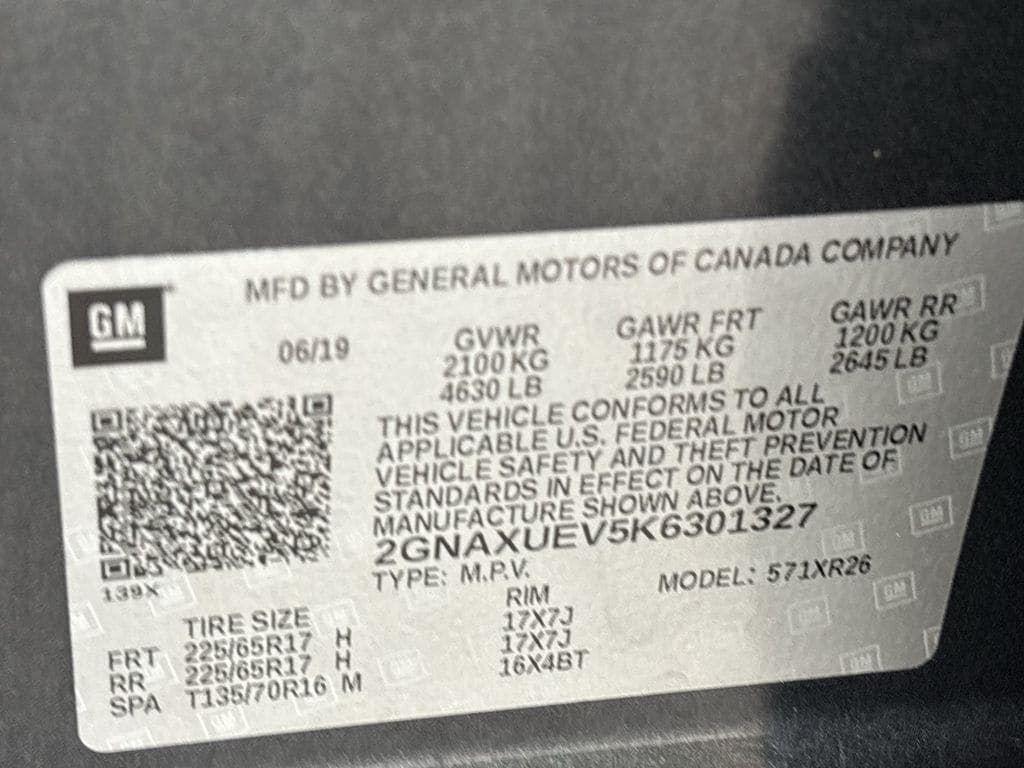 GM
MFD BY GENERAL MOTORS OF CANADA COMPANY
06/19
GVWR
2100 KG
4630 LB
GAWR FRT
1175 KG
2590 LB
GAWR RR
1200 KG
2645 LB
THIS VEHICLE CONFORMS TO ALL
APPLICABLE U.S. FEDERAL MOTOR
VEHICLE SAFETY AND THEFT PREVENTION
STANDARDS IN EFFECT ON THE DATE OF
MANUFACTURE SHOWN ABOVE.
2GNAXUEV5K6301327
TYPE: M.P.V. MODEL: 571XR26
139X
TIRE SIZE RIM
FRT 225/65R17 H 17X7J
RR 225/65R17 H 17X7J
SPA T135/70R16 M 16X4BT